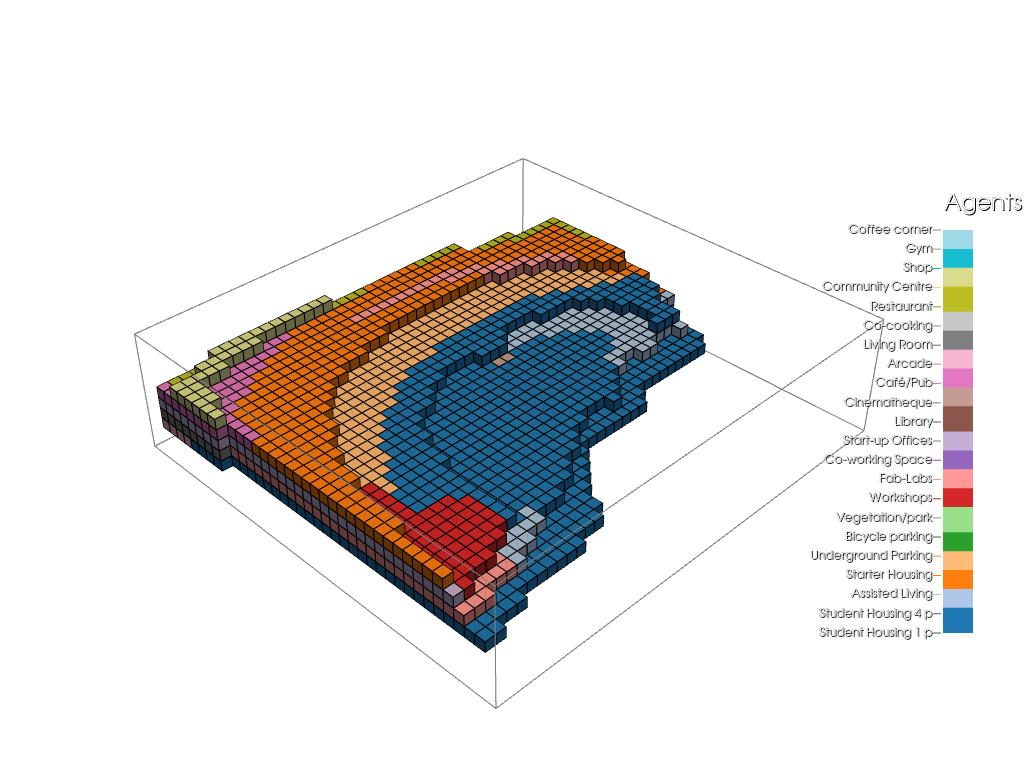 Agents
Coffee corner
Gym
Shop
Community Centre
Restaurant
Co-cooking
Living Room
Arcade
Café/Pub
Cinematheque
Library
Start-up Offices
Co-working Space
Fab-Labs
Workshops
Vegetation/park
Bicycle parking
Underground Parking
Starter Housing
Assisted Living
Student Housing 4 p
Student Housing 1 p